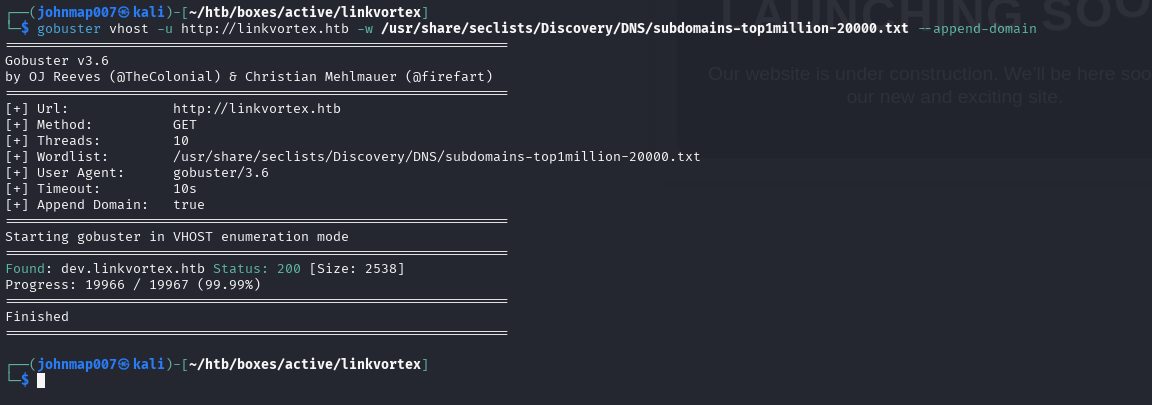 ┌──(johnmap007㉿kali)-[~/htb/boxes/active/linkvortex]
└─$ gobuster vhost -u http://linkvortex.htb -w /usr/share/seclists/Discovery/DNS/subdomains-top1million-20000.txt --append-domain
LAUNCHING SOO
===============================================================
Gobuster v3.6
by OJ Reeves (@TheColonial) & Christian Mehlmauer (@firefart)
===============================================================
Our website is under construction. We'll be here soo
our new and exciting site.
[+] Url:             http://linkvortex.htb
[+] Method:          GET
[+] Threads:         10
[+] Wordlist:        /usr/share/seclists/Discovery/DNS/subdomains-top1million-20000.txt
[+] User Agent:      gobuster/3.6
[+] Timeout:         10s
[+] Append Domain:   true
===============================================================
Starting gobuster in VHOST enumeration mode
===============================================================
Found: dev.linkvortex.htb Status: 200 [Size: 2538]
Progress: 19966 / 19967 (99.99%)
===============================================================
Finished
===============================================================
┌──(johnmap007㉿kali)-[~/htb/boxes/active/linkvortex]
└─$